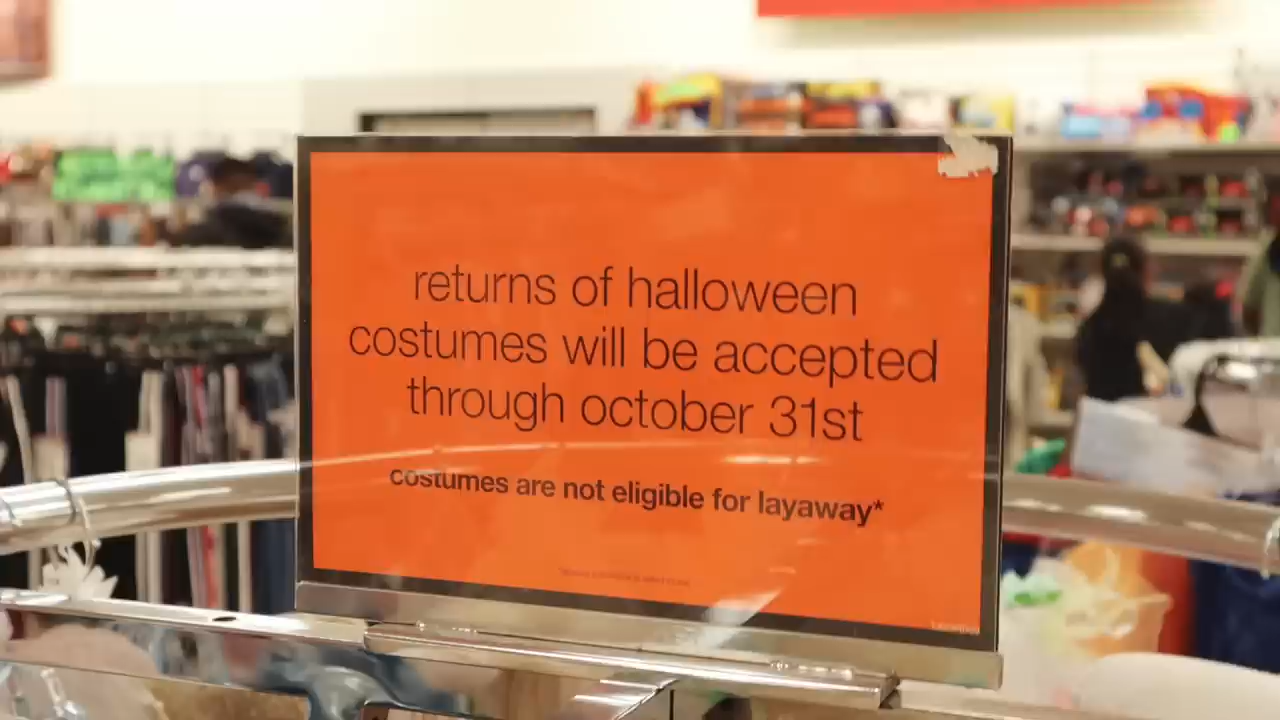 returns of halloween
costumes will be accepted
through october 31st
costumes are not eligible for layaway*